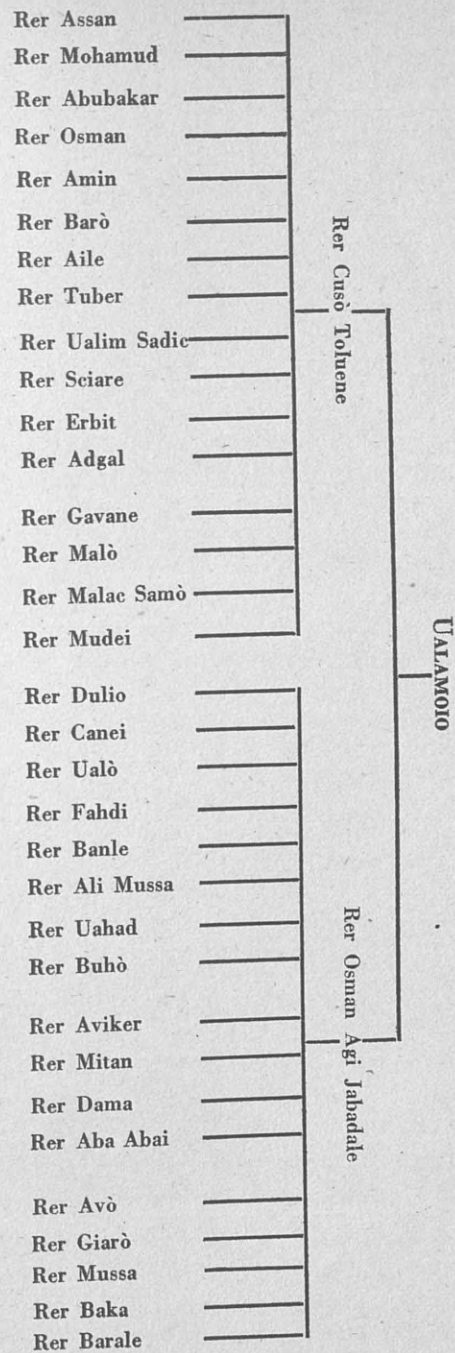 UALAMOIO
Rer Cusò Toluene
Rer Assan
Rer Mohamud
Rer Abubakar
Rer Osman
Rer Amin
Rer Barò
Rer Aile
Rer Tuber
Rer Ualim Sadic
Rer Sciare
Rer Erbit
Rer Adgal
Rer Gavane
Rer Malò
Rer Malac Samò
Rer Mudei
Rer Osman Agi Jabadale
Rer Dulio
Rer Canei
Rer Ualò
Rer Fahdi
Rer Banle
Rer Ali Mussa
Rer Uahad
Rer Buhò
Rer Aviker
Rer Mitan
Rer Dama
Rer Aba Abai
Rer Avò
Rer Giarò
Rer Mussa
Rer Baka
Rer Barale